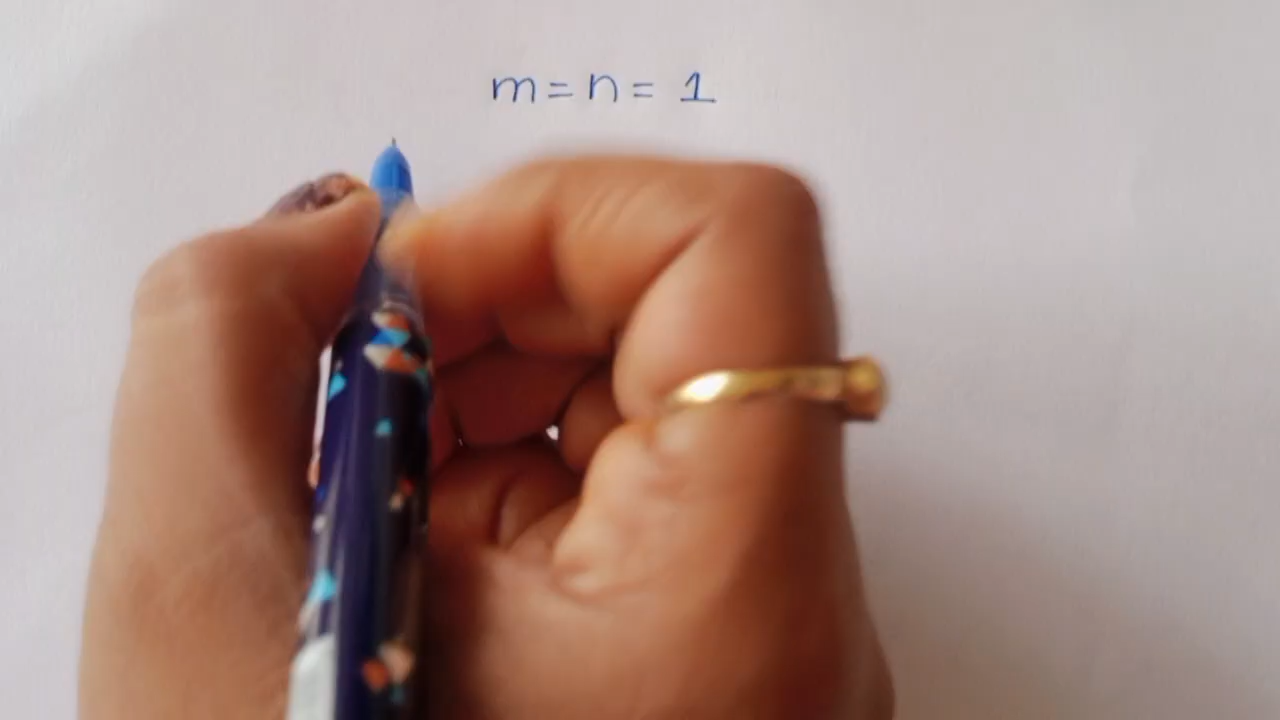 m = n = 1